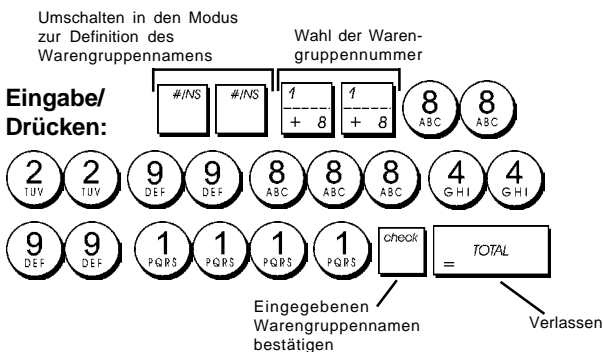 Umschalten in den Modus
zur Definition des
Warengruppennamens
Wahl der Waren-
gruppennummer
Eingabe/
Drücken:
#/NS #/NS 1 + 8 1 + 8 8 ABC 8 ABC
2 TUV 2 TUV 9 DEF 9 DEF 8 ABC 8 ABC 8 ABC 4 GHI 4 GHI
9 DEF 9 DEF 1 PQRS 1 PQRS 1 PQRS 1 PQRS check = TOTAL
Eingegebenen
Warengruppennamen
bestätigen
Verlassen